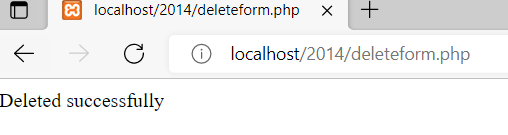 localhost/2014/deleteform.php
localhost/2014/deleteform.php
Deleted successfully